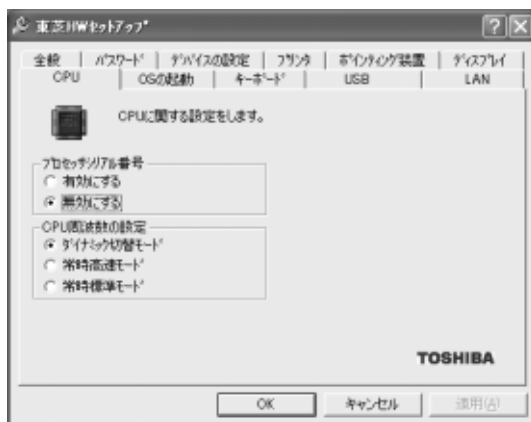 東芝HWセットアップ
全般 パスワード デバイスの設定 プリンタ ポインティング装置 ディスプレイ
CPU OSの起動 キーボード USB LAN
CPUに関する設定をします。
プロセッサシリアル番号
有効にする
無効にする
CPU周波数の設定
ダイナミック切替モード
常時高速モード
常時標準モード
TOSHIBA
OK キャンセル 適用(A)